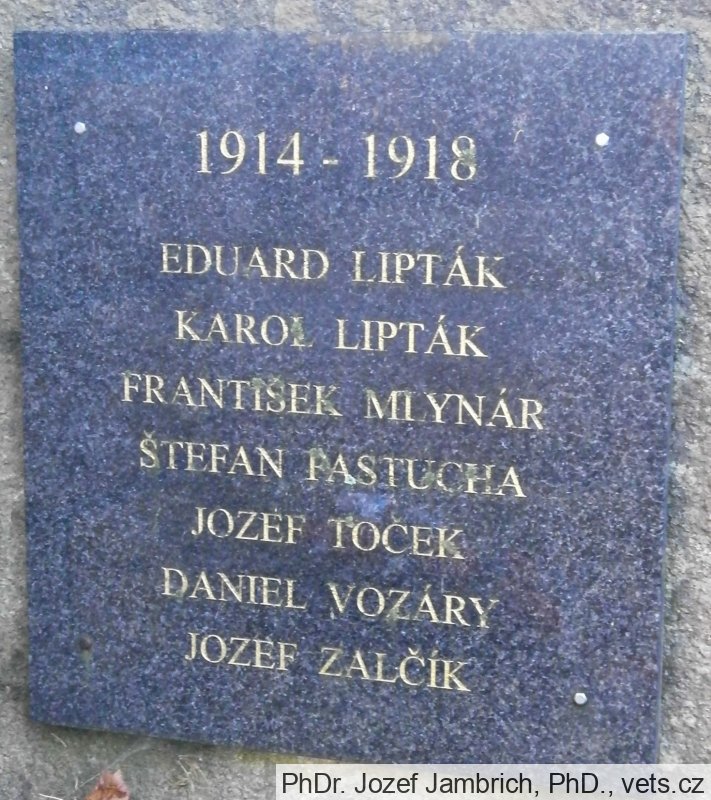 1914 - 1918
EDUARD LIPTÁK
KAROL LIPTÁK
FRANTIŠEK MLYNÁR
ŠTEFAN PASTUCHA
JOZEF TOČEK
DANIEL VOZÁRY
JOZEF ZALČÍK
PhDr. Jozef Jambrich, PhD., vets.cz